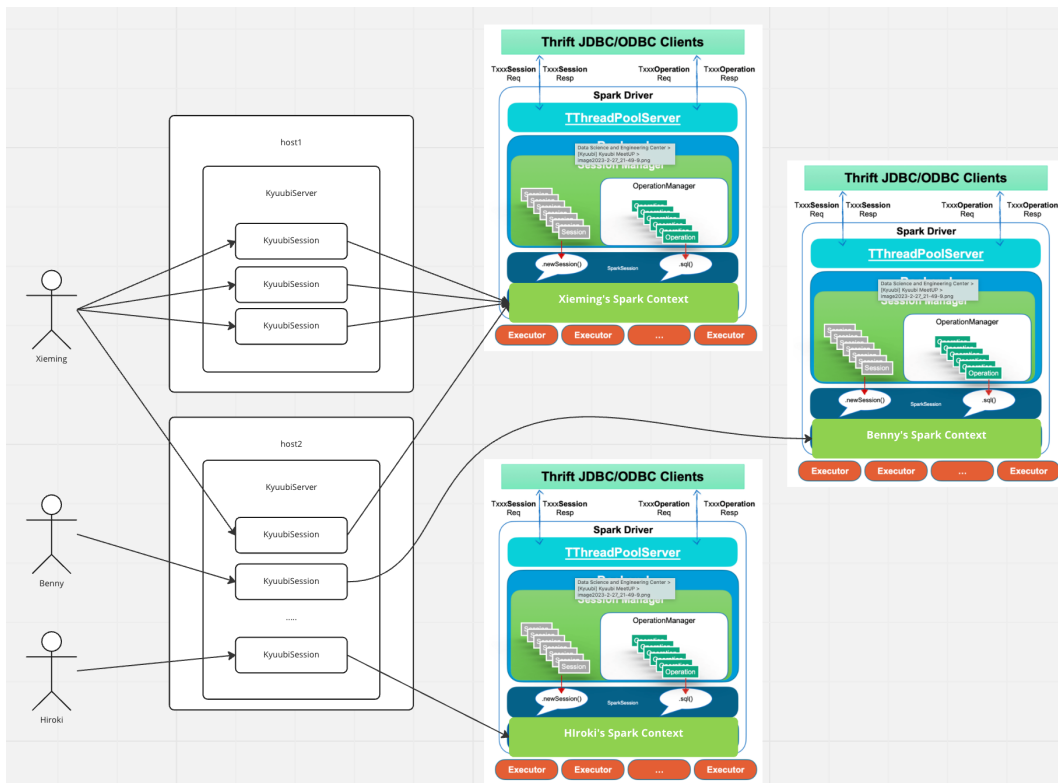 host1
KyuubiServer
KyuubiSession
KyuubiSession
KyuubiSession
Xieming
host2
KyuubiServer
KyuubiSession
KyuubiSession
.....
KyuubiSession
Benny
Hiroki
Thrift JDBC/ODBC Clients
TxxxSession Req
TxxxSession Resp
TxxxOperation Req
TxxxOperation Resp
Spark Driver
TThreadPoolServer
Data Science and Engineering Center >
[Kyuubi] Kyuubi MeetUP >
image2023-2-27_21-49-9.png
Session Manager
OperationManager
Session
Operation
.newSession()
SparkSession
.sql()
Xieming's Spark Context
Executor
Executor
...
Executor
Thrift JDBC/ODBC Clients
TxxxSession Req
TxxxSession Resp
TxxxOperation Req
TxxxOperation Resp
Spark Driver
TThreadPoolServer
Data Science and Engineering Center >
[Kyuubi] Kyuubi MeetUP >
image2023-2-27_21-49-9.png
Session Manager
OperationManager
Session
Operation
.newSession()
SparkSession
.sql()
Benny's Spark Context
Executor
Executor
...
Executor
Thrift JDBC/ODBC Clients
TxxxSession Req
TxxxSession Resp
TxxxOperation Req
TxxxOperation Resp
Spark Driver
TThreadPoolServer
Data Science and Engineering Center >
[Kyuubi] Kyuubi MeetUP >
image2023-2-27_21-49-9.png
Session Manager
OperationManager
Session
Operation
.newSession()
SparkSession
.sql()
HIroki's Spark Context
Executor
Executor
...
Executor